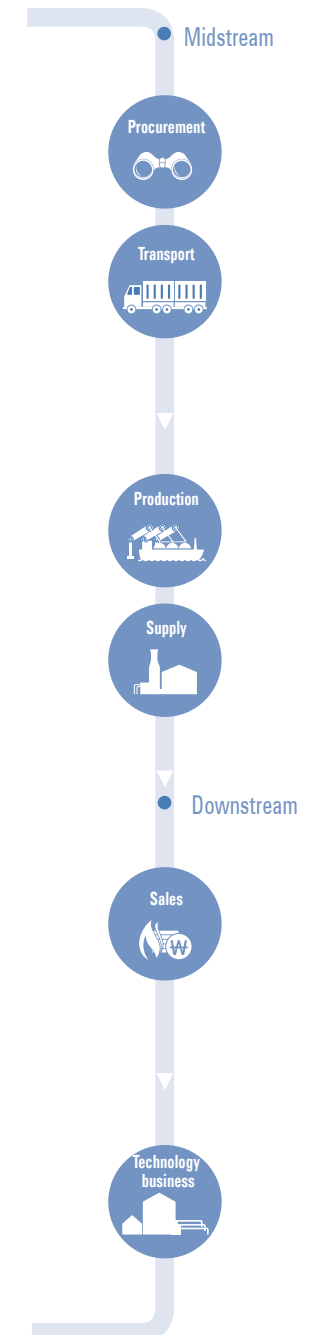 Midstream
Procurement
Transport
Production
Supply
Downstream
Sales
₩
Technology
business